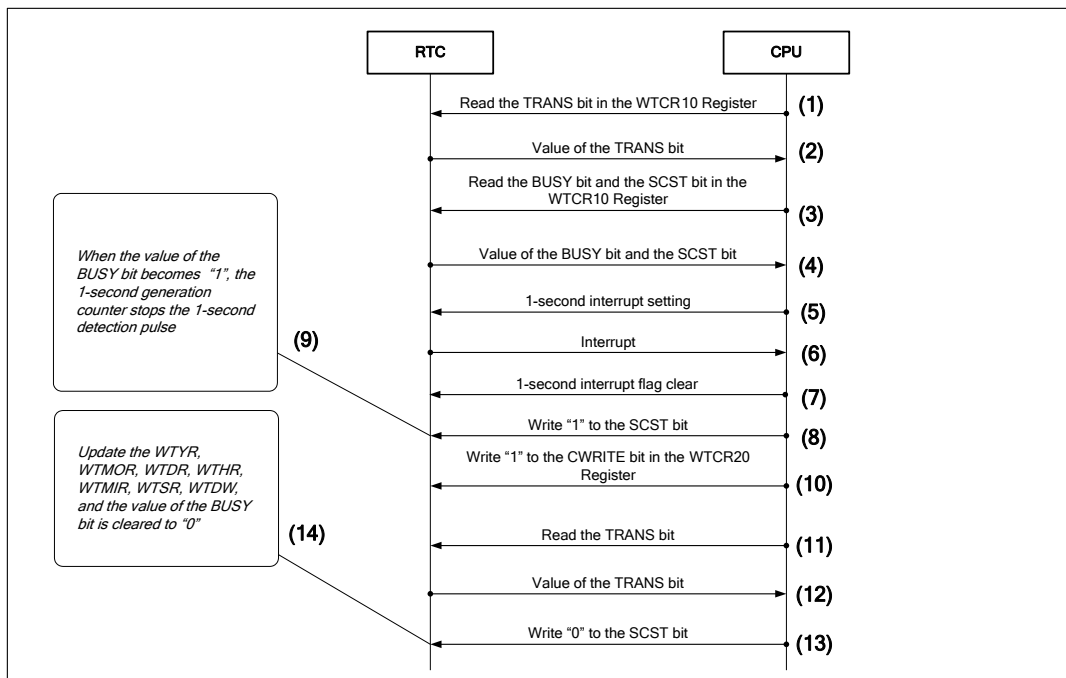 RTC
CPU
Read the TRANS bit in the WTCR10 Register
(1)
Value of the TRANS bit
(2)
Read the BUSY bit and the SCST bit in the
WTCR10 Register
(3)
Value of the BUSY bit and the SCST bit
(4)
1-second interrupt setting
(5)
Interrupt
(6)
1-second interrupt flag clear
(7)
Write “1” to the SCST bit
(8)
When the value of the
BUSY bit becomes “1”, the
1-second generation
counter stops the 1-second
detection pulse
(9)
Write “1” to the CWRITE bit in the WTCR20
Register
(10)
Read the TRANS bit
(11)
Value of the TRANS bit
(12)
Write “0” to the SCST bit
(13)
Update the WTYR,
WTMOR, WTDR, WTHR,
WTMIR, WTSR, WTDW,
and the value of the BUSY
bit is cleared to “0”
(14)